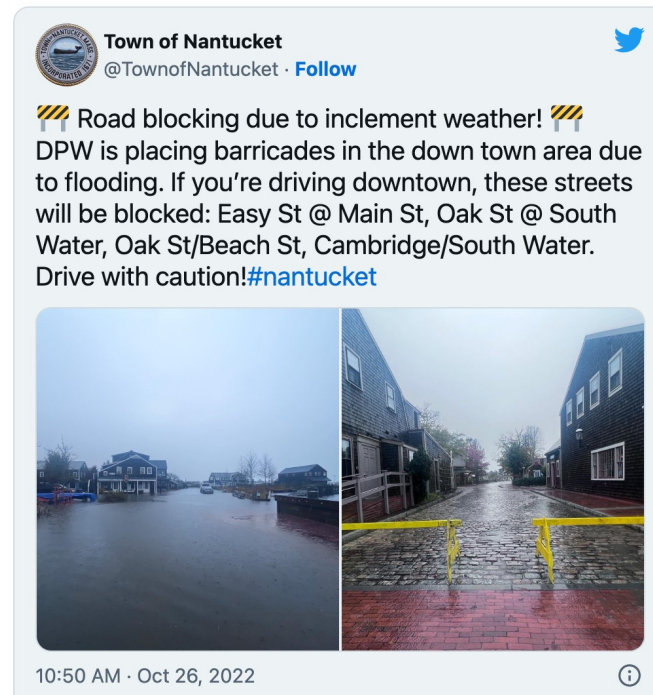 Town of Nantucket
@TownofNantucket · Follow
🚧 Road blocking due to inclement weather! 🚧
DPW is placing barricades in the down town area due
to flooding. If you’re driving downtown, these streets
will be blocked: Easy St @ Main St, Oak St @ South
Water, Oak St/Beach St, Cambridge/South Water.
Drive with caution!#nantucket
10:50 AM · Oct 26, 2022